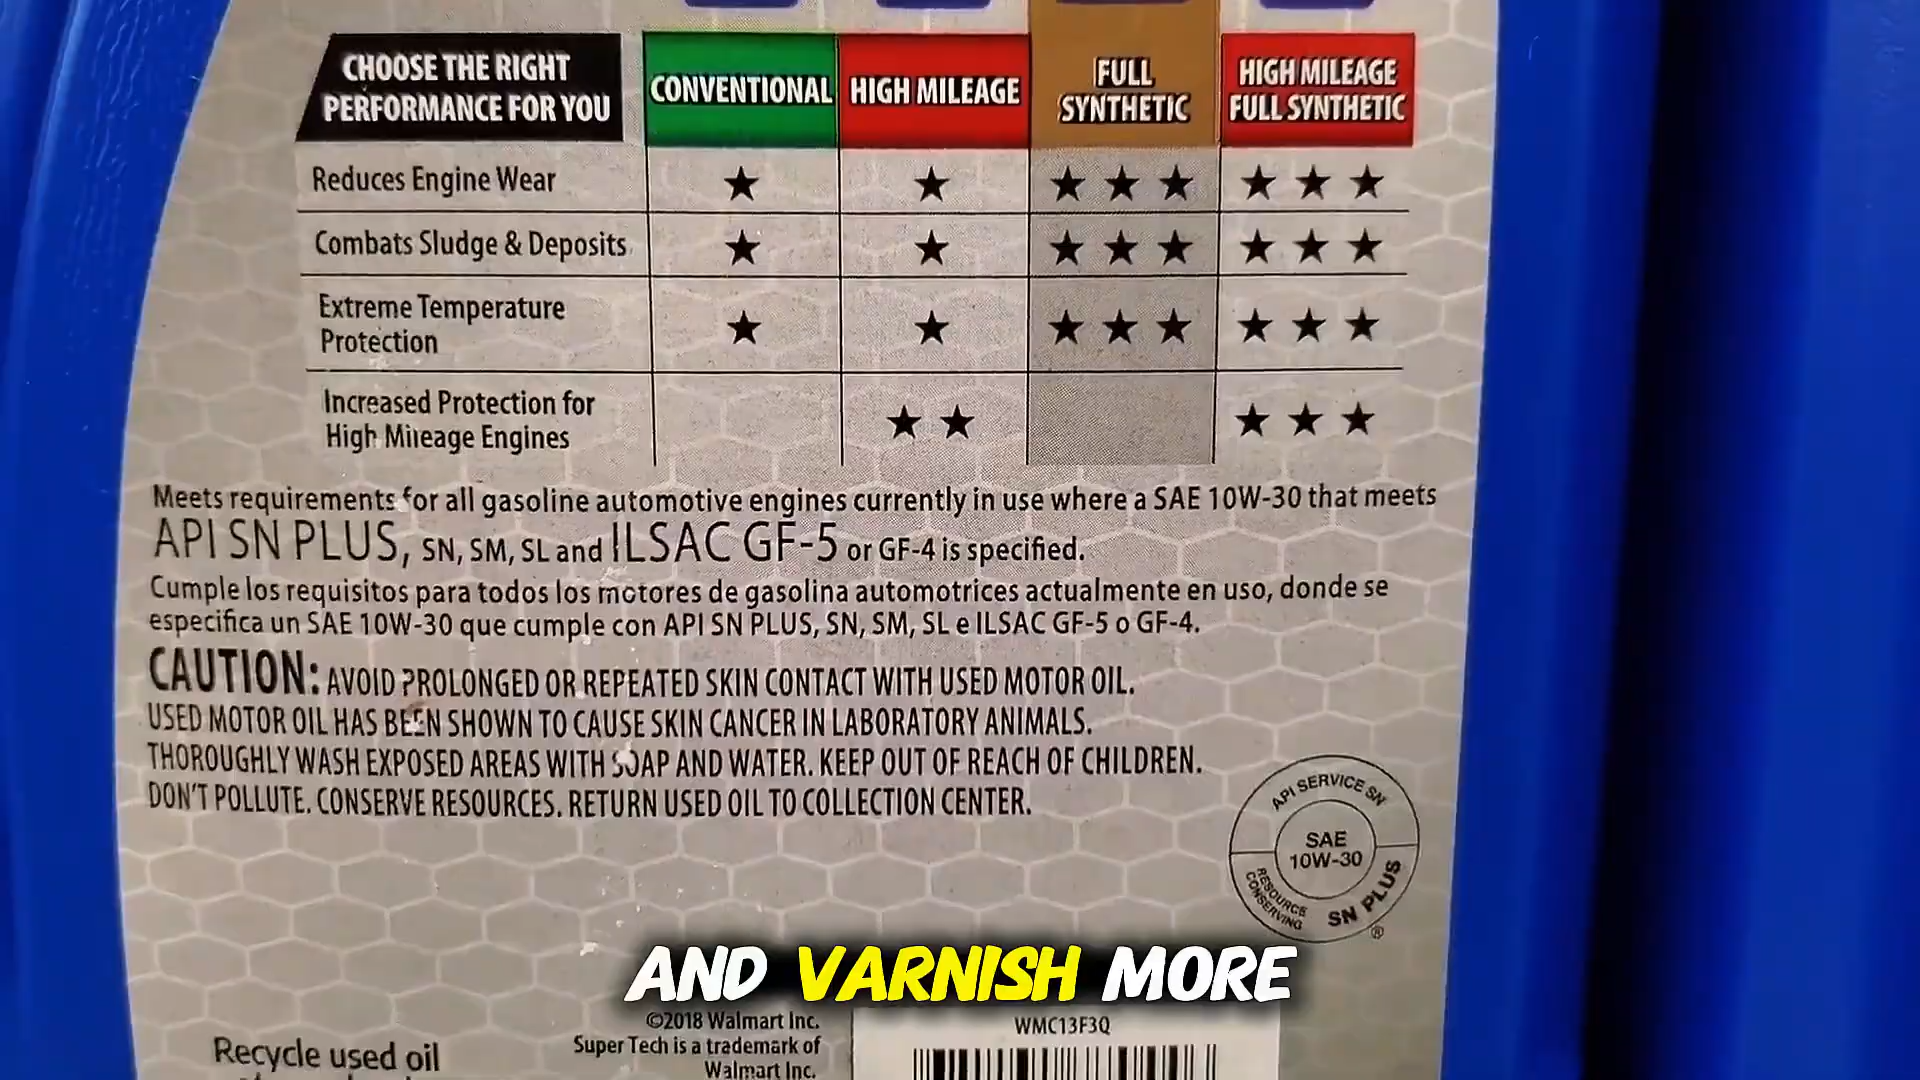 CHOOSE THE RIGHT
PERFORMANCE FOR YOU
CONVENTIONAL
HIGH MILEAGE
FULL
SYNTHETIC
HIGH MILEAGE
FULL SYNTHETIC
Reduces Engine Wear
★ ★ ★★★ ★★★
Combats Sludge & Deposits
★ ★ ★★★ ★★★
Extreme Temperature
Protection
★ ★ ★★★ ★★★
Increased Protection for
High Mileage Engines
★★ ★★★
Meets requirements for all gasoline automotive engines currently in use where a SAE 10W-30 that meets
API SN PLUS, SN, SM, SL and ILSAC GF-5 or GF-4 is specified.
Cumple los requisitos para todos los motores de gasolina automotrices actualmente en uso, donde se
especifica un SAE 10W-30 que cumple con API SN PLUS, SN, SM, SL e ILSAC GF-5 o GF-4.
CAUTION: AVOID PROLONGED OR REPEATED SKIN CONTACT WITH USED MOTOR OIL.
USED MOTOR OIL HAS BEEN SHOWN TO CAUSE SKIN CANCER IN LABORATORY ANIMALS.
THOROUGHLY WASH EXPOSED AREAS WITH SOAP AND WATER. KEEP OUT OF REACH OF CHILDREN.
DON'T POLLUTE. CONSERVE RESOURCES. RETURN USED OIL TO COLLECTION CENTER.
API SERVICE SN
SAE
10W-30
RESOURCE
CONSERVING
SN PLUS
®
AND VARNISH MORE
©2018 Walmart Inc.
Super Tech is a trademark of
Walmart Inc.
WMC13F3Q
Recycle used oil